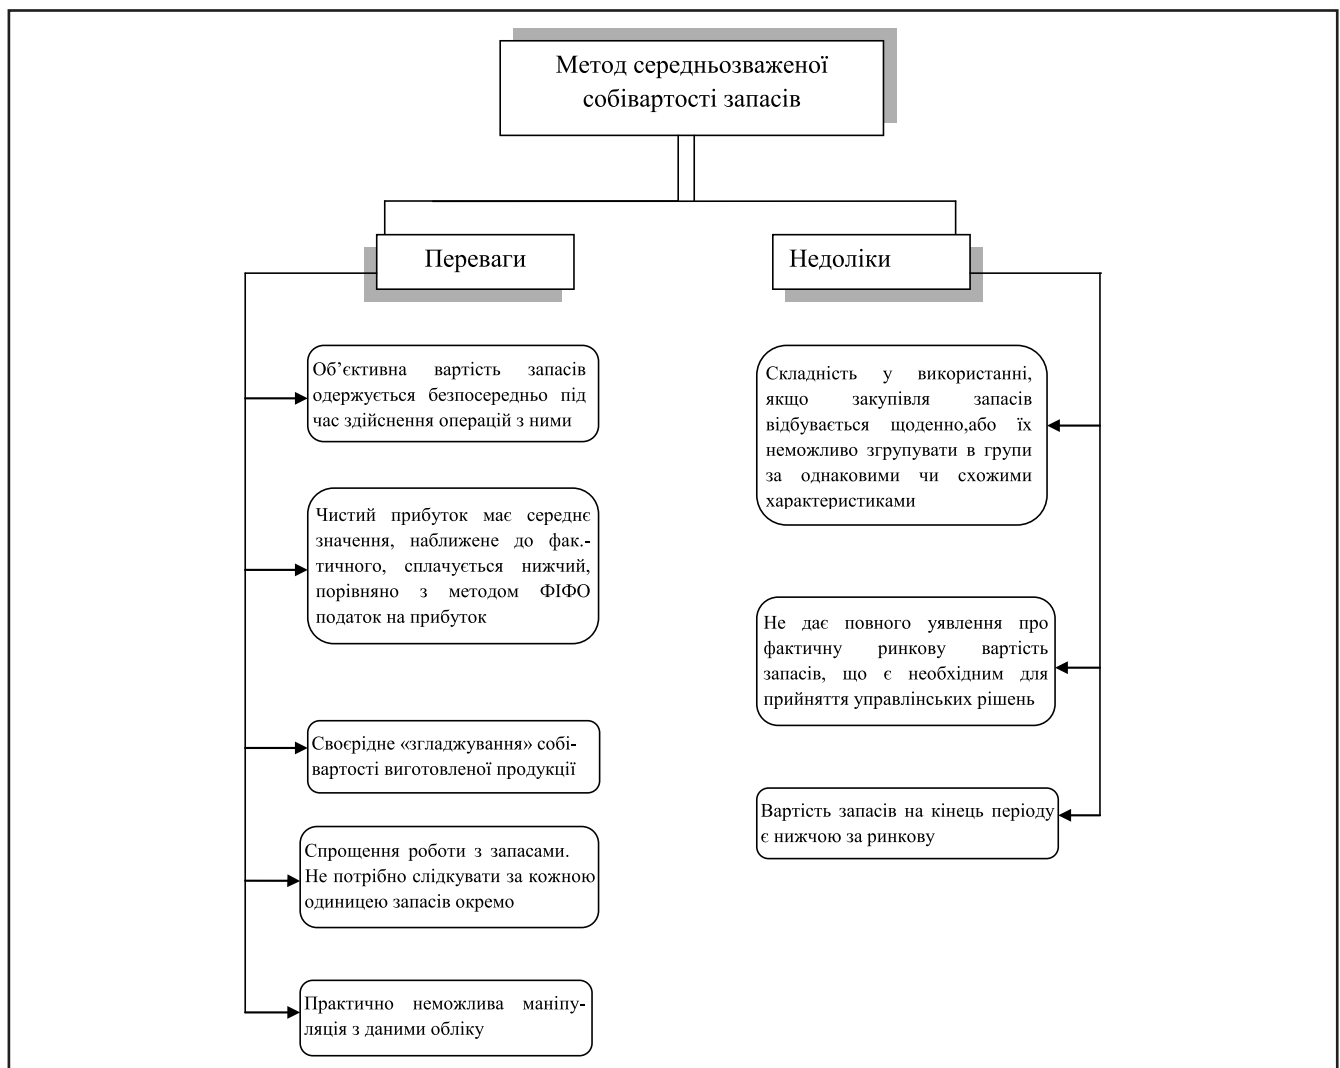 Метод середньозваженої
собівартості запасів
Переваги
Недоліки
Об’єктивна вартість запасів
одержується безпосередньо під
час здійснення операцій з ними
Чистий прибуток має середнє
значення, наближене до фак.-
тичного, сплачується нижчий,
порівняно з методом ФІФО
податок на прибуток
Своєрідне «згладжування» собі-
вартості виготовленої продукції
Спрощення роботи з запасами.
Не потрібно слідкувати за кожною
одиницею запасів окремо
Практично неможлива маніпу-
ляція з даними обліку
Складність у використанні,
якщо закупівля запасів
відбувається щоденно,або їх
неможливо згрупувати в групи
за однаковими чи схожими
характеристиками
Не дає повного уявлення про
фактичну ринкову вартість
запасів, що є необхідним для
прийняття управлінських рішень
Вартість запасів на кінець періоду
є нижчою за ринкову